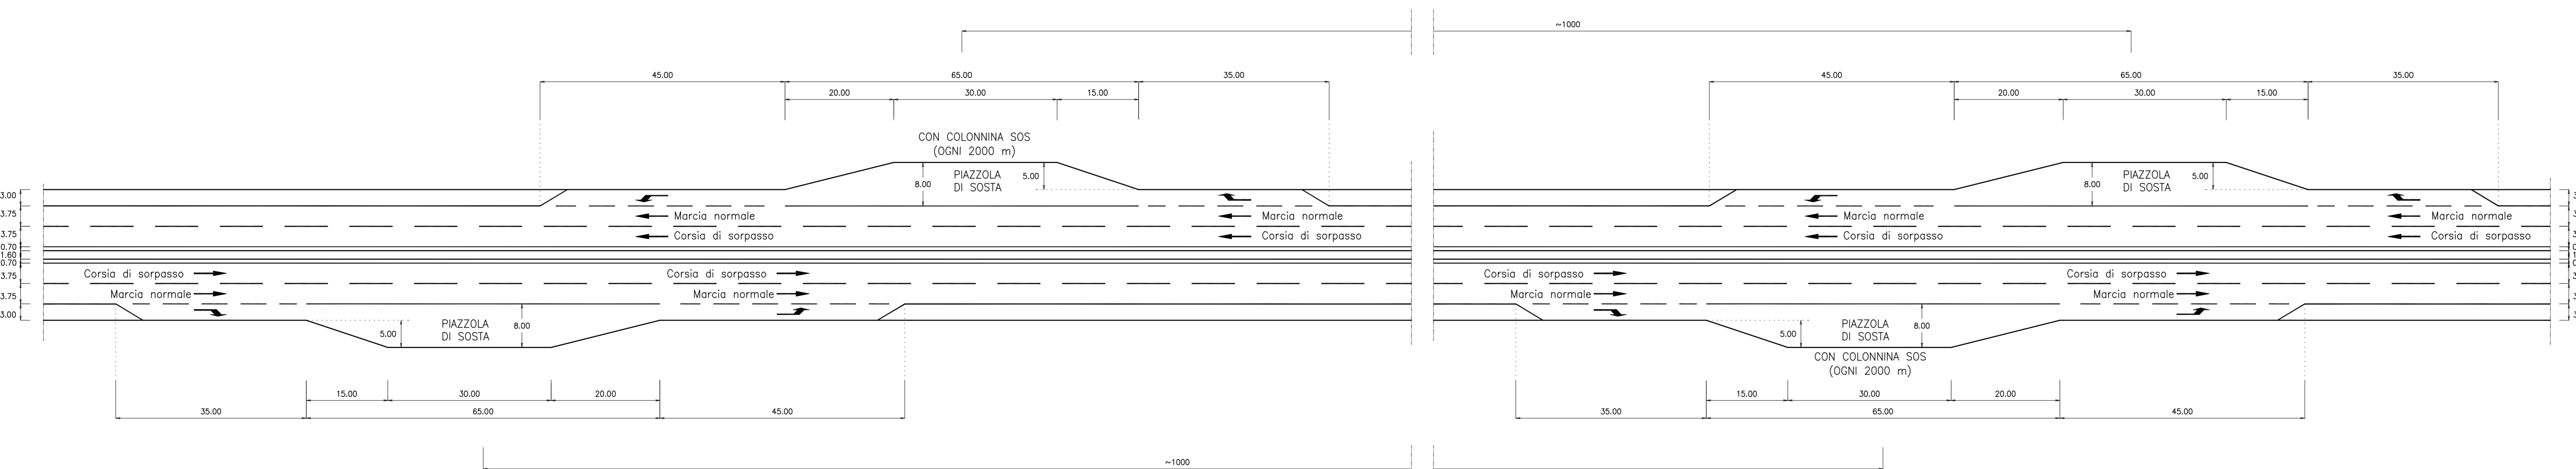 ~1000
45.00 65.00 35.00 45.00 65.00 35.00
20.00 30.00 15.00 20.00 30.00 15.00
CON COLONNINA SOS
(OGNI 2000 m)
PIAZZOLA
DI SOSTA
8.00
5.00
PIAZZOLA
DI SOSTA
8.00
5.00
3.00
3.75
3.75
0.70
1.60
0.70
3.75
3.75
3.00
Marcia normale
Corsia di sorpasso
Marcia normale
Corsia di sorpasso
Marcia normale
Corsia di sorpasso
Marcia normale
Corsia di sorpasso
Corsia di sorpasso
Marcia normale
Corsia di sorpasso
Marcia normale
Corsia di sorpasso
Marcia normale
Corsia di sorpasso
Marcia normale
5.00
PIAZZOLA
DI SOSTA
8.00
5.00
PIAZZOLA
DI SOSTA
8.00
CON COLONNINA SOS
(OGNI 2000 m)
15.00 30.00 20.00 15.00 30.00 20.00
35.00 65.00 45.00 35.00 65.00 45.00
~1000